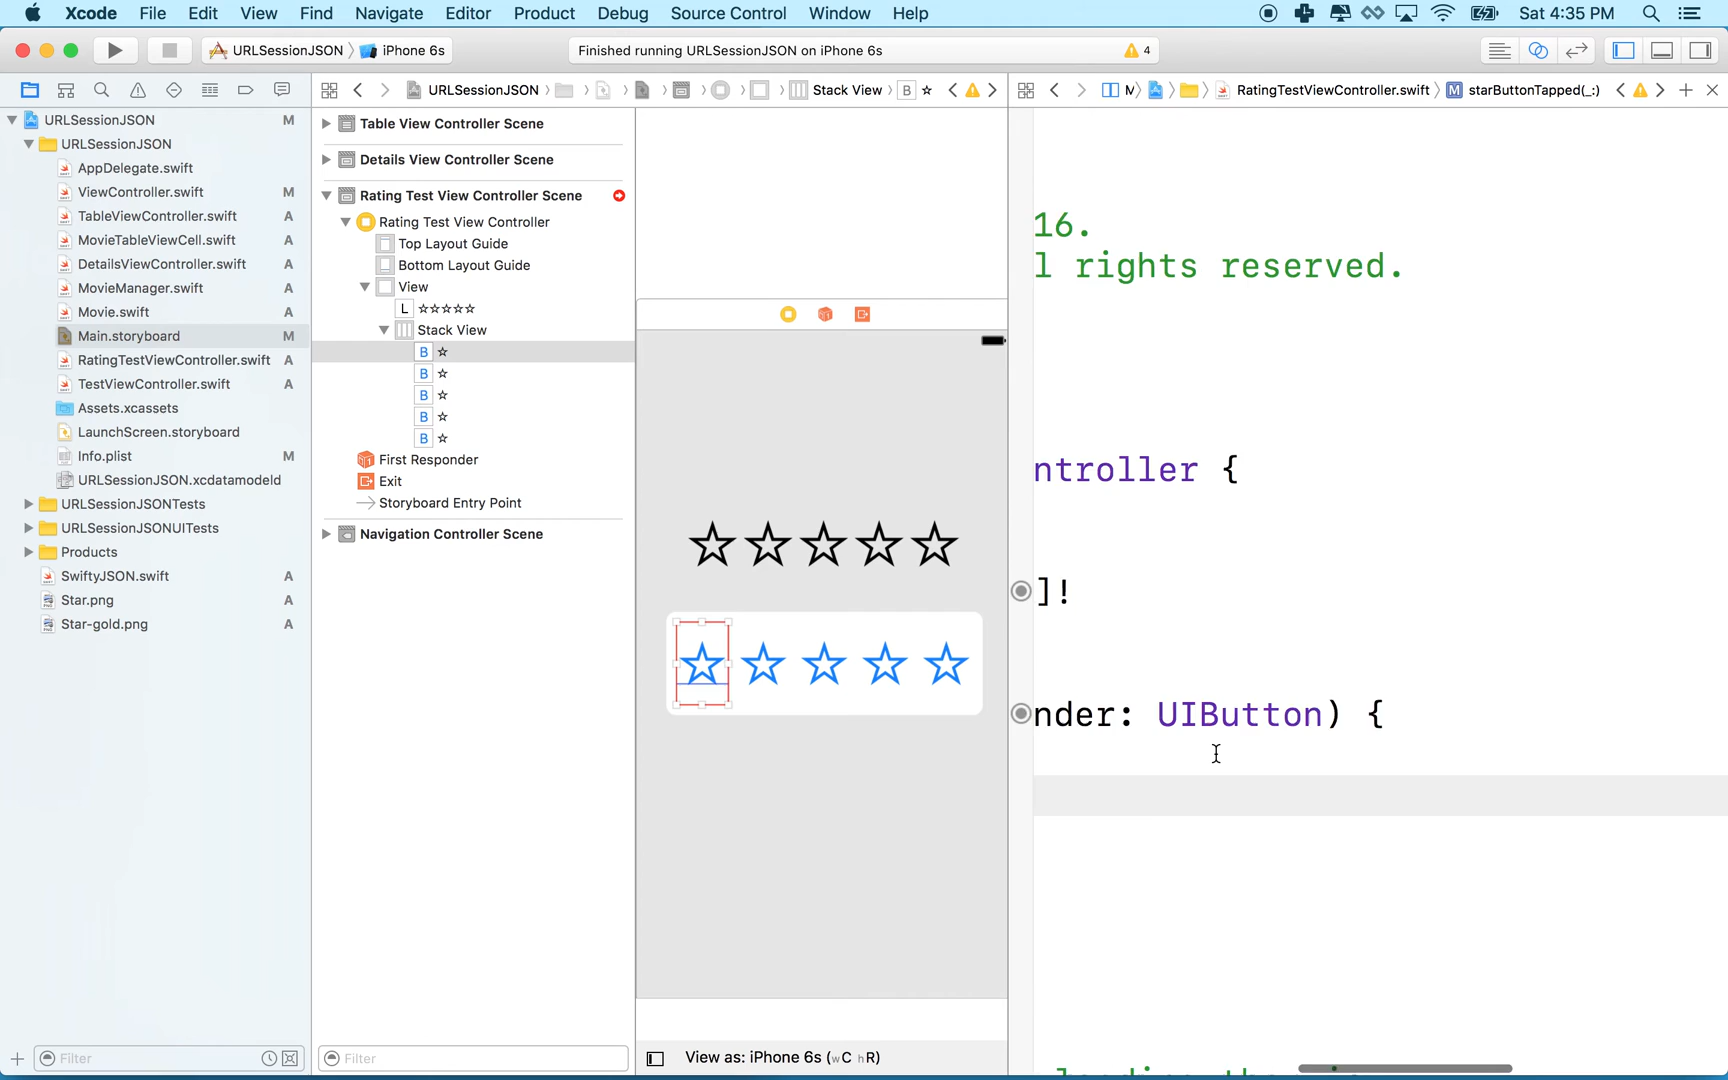 Xcode File Edit View Find Navigate Editor Product Debug Source Control Window Help Sat 4:35 PM
URLSessionJSON iPhone 6s Finished running URLSessionJSON on iPhone 6s 4
URLSessionJSON Stack View B ☆ M RatingTestViewController.swift M starButtonTapped(_:)
URLSessionJSON M
URLSessionJSON
AppDelegate.swift
ViewController.swift M
TableViewController.swift A
MovieTableViewCell.swift A
DetailsViewController.swift A
MovieManager.swift A
Movie.swift A
Main.storyboard M
RatingTestViewController.swift A
TestViewController.swift A
Assets.xcassets
LaunchScreen.storyboard
Info.plist M
URLSessionJSON.xcdatamodeld
URLSessionJSONTests
URLSessionJSONUITests
Products
SwiftyJSON.swift A
Star.png A
Star-gold.png A
Filter
Table View Controller Scene
Details View Controller Scene
Rating Test View Controller Scene
Rating Test View Controller
Top Layout Guide
Bottom Layout Guide
View
L ☆☆☆☆☆
Stack View
B ☆
B ☆
B ☆
B ☆
B ☆
First Responder
Exit
Storyboard Entry Point
Navigation Controller Scene
Filter
☆☆☆☆☆
☆ ☆ ☆ ☆ ☆
View as: iPhone 6s (wC hR)
16.
l rights reserved.
ntroller {
]!
nder: UIButton) {